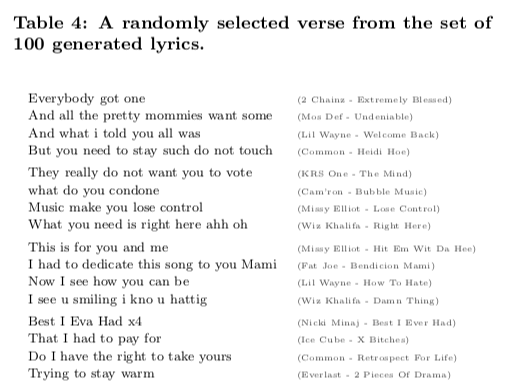 Table 4: A randomly selected verse from the set of
100 generated lyrics.
Everybody got one (2 Chainz - Extremely Blessed)
And all the pretty mommies want some (Mos Def - Undeniable)
And what i told you all was (Lil Wayne - Welcome Back)
But you need to stay such do not touch (Common - Heidi Hoe)
They really do not want you to vote (KRS One - The Mind)
what do you condone (Cam'ron - Bubble Music)
Music make you lose control (Missy Elliot - Lose Control)
What you need is right here ahh oh (Wiz Khalifa - Right Here)
This is for you and me (Missy Elliot - Hit Em Wit Da Hee)
I had to dedicate this song to you Mami (Fat Joe - Bendicion Mami)
Now I see how you can be (Lil Wayne - How To Hate)
I see u smiling i kno u hattig (Wiz Khalifa - Damn Thing)
Best I Eva Had x4 (Nicki Minaj - Best I Ever Had)
That I had to pay for (Ice Cube - X Bitches)
Do I have the right to take yours (Common - Retrospect For Life)
Trying to stay warm (Everlast - 2 Pieces Of Drama)